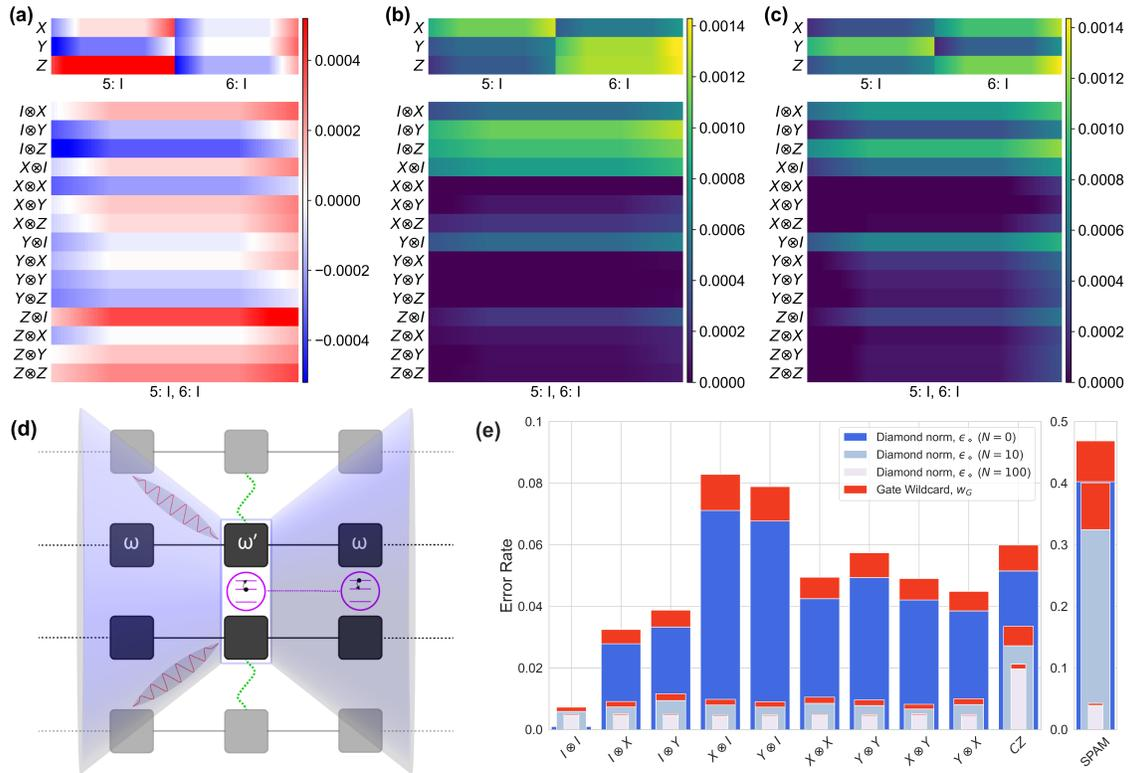 (a)
X
Y
Z
5: I
6: I
I⊗X
I⊗Y
I⊗Z
X⊗I
X⊗X
X⊗Y
X⊗Z
Y⊗I
Y⊗X
Y⊗Y
Y⊗Z
Z⊗I
Z⊗X
Z⊗Y
Z⊗Z
5: I, 6: I
0.0004
0.0002
0.0000
−0.0002
−0.0004
(b)
X
Y
Z
5: I
6: I
I⊗X
I⊗Y
I⊗Z
X⊗I
X⊗X
X⊗Y
X⊗Z
Y⊗I
Y⊗X
Y⊗Y
Y⊗Z
Z⊗I
Z⊗X
Z⊗Y
Z⊗Z
5: I, 6: I
0.0014
0.0012
0.0010
0.0008
0.0006
0.0004
0.0002
0.0000
(c)
X
Y
Z
5: I
6: I
I⊗X
I⊗Y
I⊗Z
X⊗I
X⊗X
X⊗Y
X⊗Z
Y⊗I
Y⊗X
Y⊗Y
Y⊗Z
Z⊗I
Z⊗X
Z⊗Y
Z⊗Z
5: I, 6: I
0.0014
0.0012
0.0010
0.0008
0.0006
0.0004
0.0002
0.0000
(d)
ω
ω′
ω
(e)
Error Rate
0.1
0.08
0.06
0.04
0.02
0.0
Diamond norm, ϵ⋄ (N = 0)
Diamond norm, ϵ⋄ (N = 10)
Diamond norm, ϵ⋄ (N = 100)
Gate Wildcard, wG
0.5
0.4
0.3
0.2
0.1
0.0
I⊗I
I⊗X
I⊗Y
X⊗I
Y⊗I
X⊗X
Y⊗Y
X⊗Y
Y⊗X
CZ
SPAM